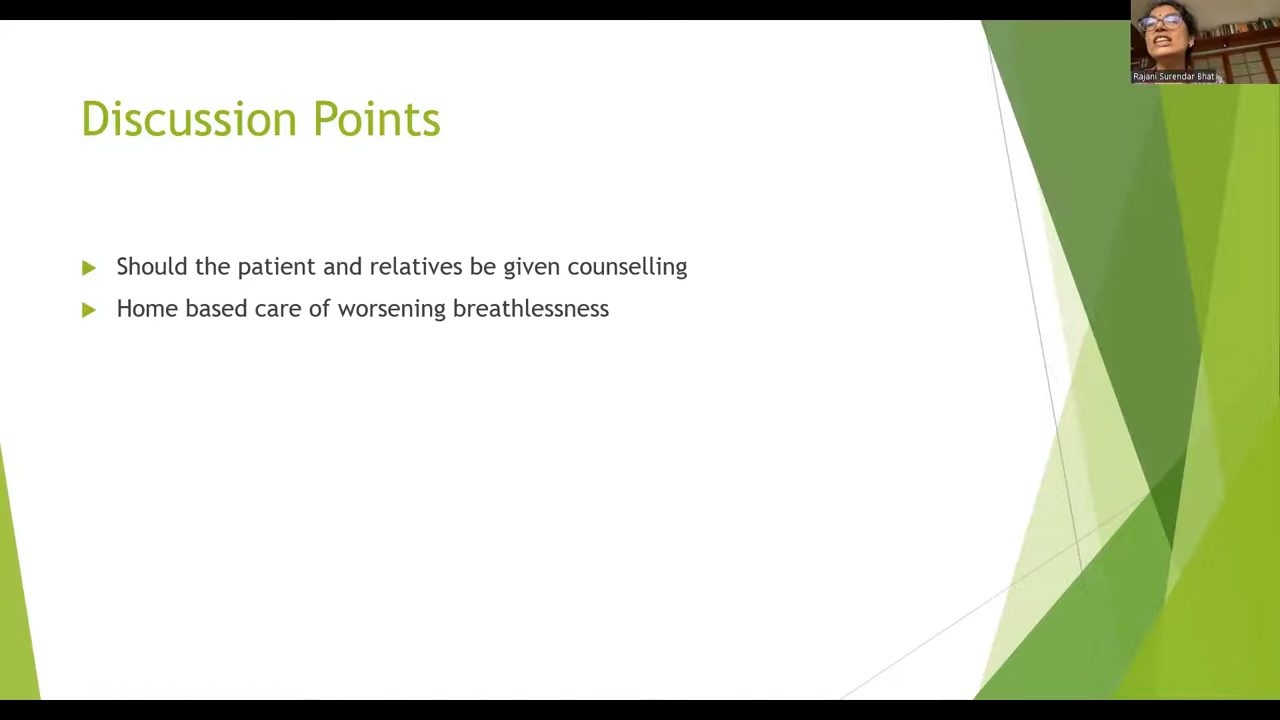 Rajani Surendar Bhat
Discussion Points
Should the patient and relatives be given counselling
Home based care of worsening breathlessness